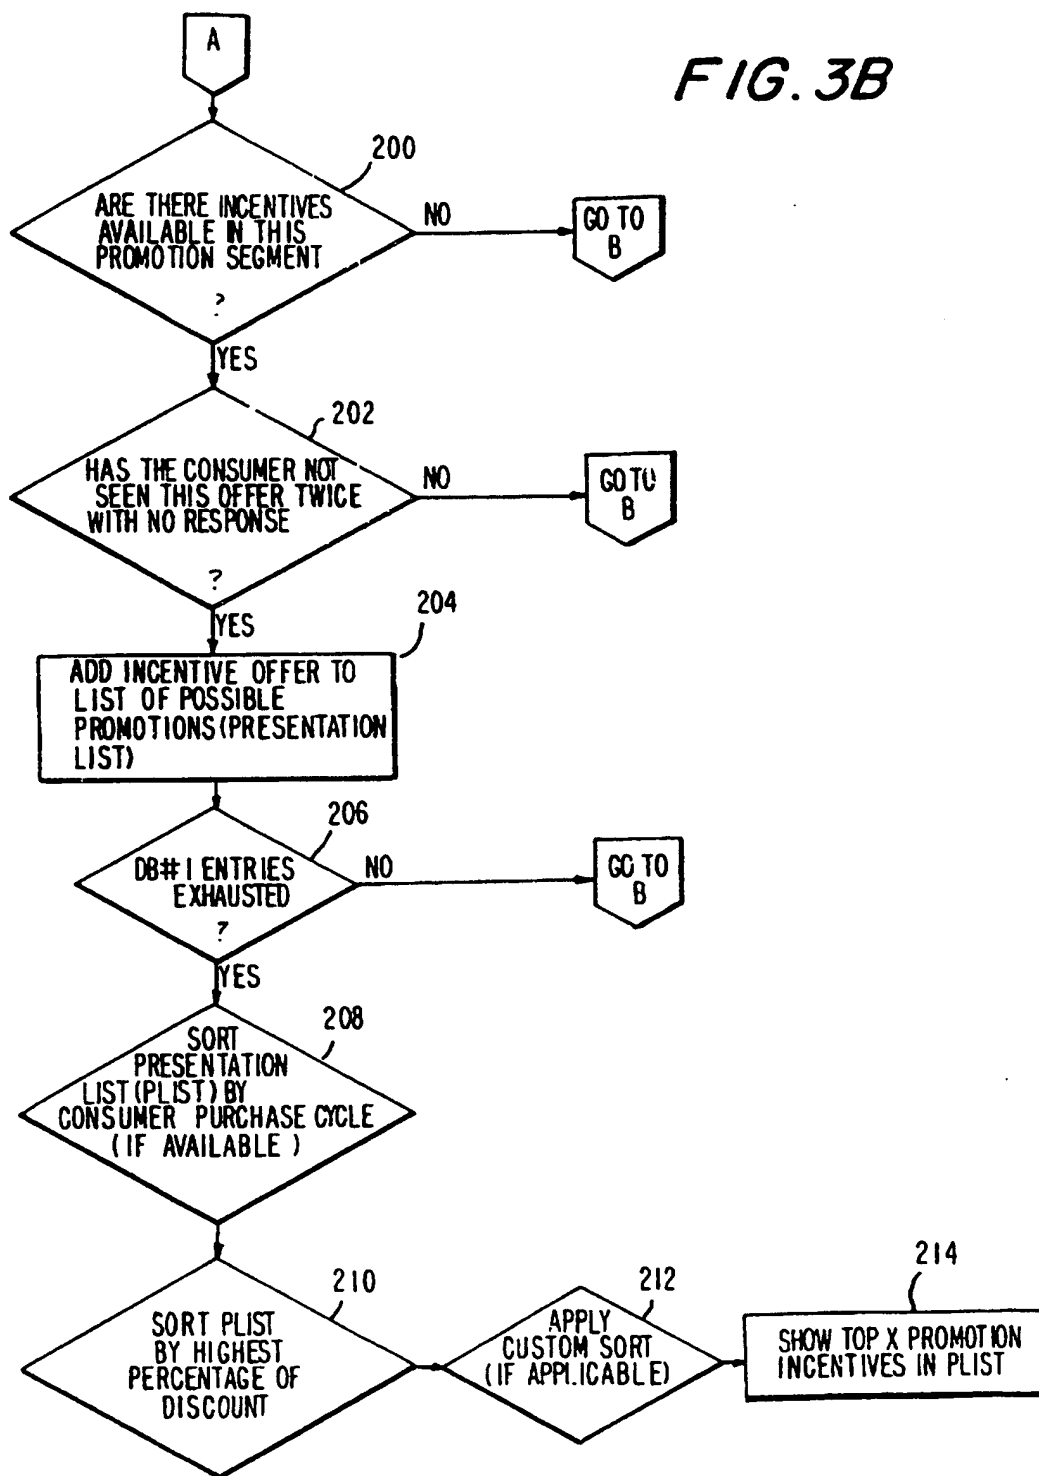 A
FIG. 3B
200
ARE THERE INCENTIVES
AVAILABLE IN THIS
PROMOTION SEGMENT
?
NO
GO TO
B
YES
202
HAS THE CONSUMER NOT
SEEN THIS OFFER TWICE
WITH NO RESPONSE
?
NO
GO TO
B
YES
204
ADD INCENTIVE OFFER TO
LIST OF POSSIBLE
PROMOTIONS (PRESENTATION
LIST)
206
DB#1 ENTRIES
EXHAUSTED
?
NO
GO TO
B
YES
208
SORT
PRESENTATION
LIST (PLIST) BY
CONSUMER PURCHASE CYCLE
(IF AVAILABLE)
210
SORT PLIST
BY HIGHEST
PERCENTAGE OF
DISCOUNT
212
APPLY
CUSTOM SORT
(IF APPLICABLE)
214
SHOW TOP X PROMOTION
INCENTIVES IN PLIST